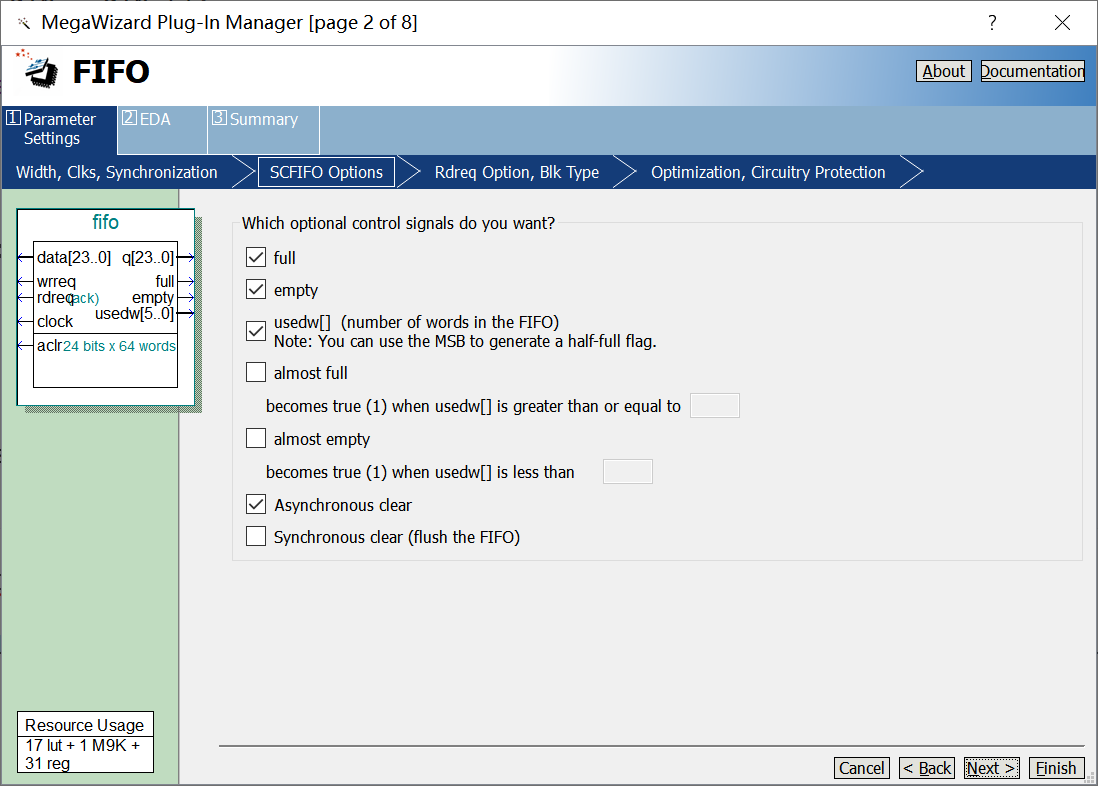 MegaWizard Plug-In Manager [page 2 of 8]
?
FIFO
About
Documentation
1 Parameter Settings
2 EDA
3 Summary
Width, Clks, Synchronization
SCFIFO Options
Rdreq Option, Blk Type
Optimization, Circuitry Protection
fifo
data[23..0] q[23..0]
wrreq full
rdreq(ack) empty
usedw[5..0]
clock
aclr 24 bits x 64 words
Which optional control signals do you want?
full
empty
usedw[] (number of words in the FIFO)
Note: You can use the MSB to generate a half-full flag.
almost full
becomes true (1) when usedw[] is greater than or equal to
almost empty
becomes true (1) when usedw[] is less than
Asynchronous clear
Synchronous clear (flush the FIFO)
Resource Usage
17 lut + 1 M9K +
31 reg
Cancel
< Back
Next >
Finish